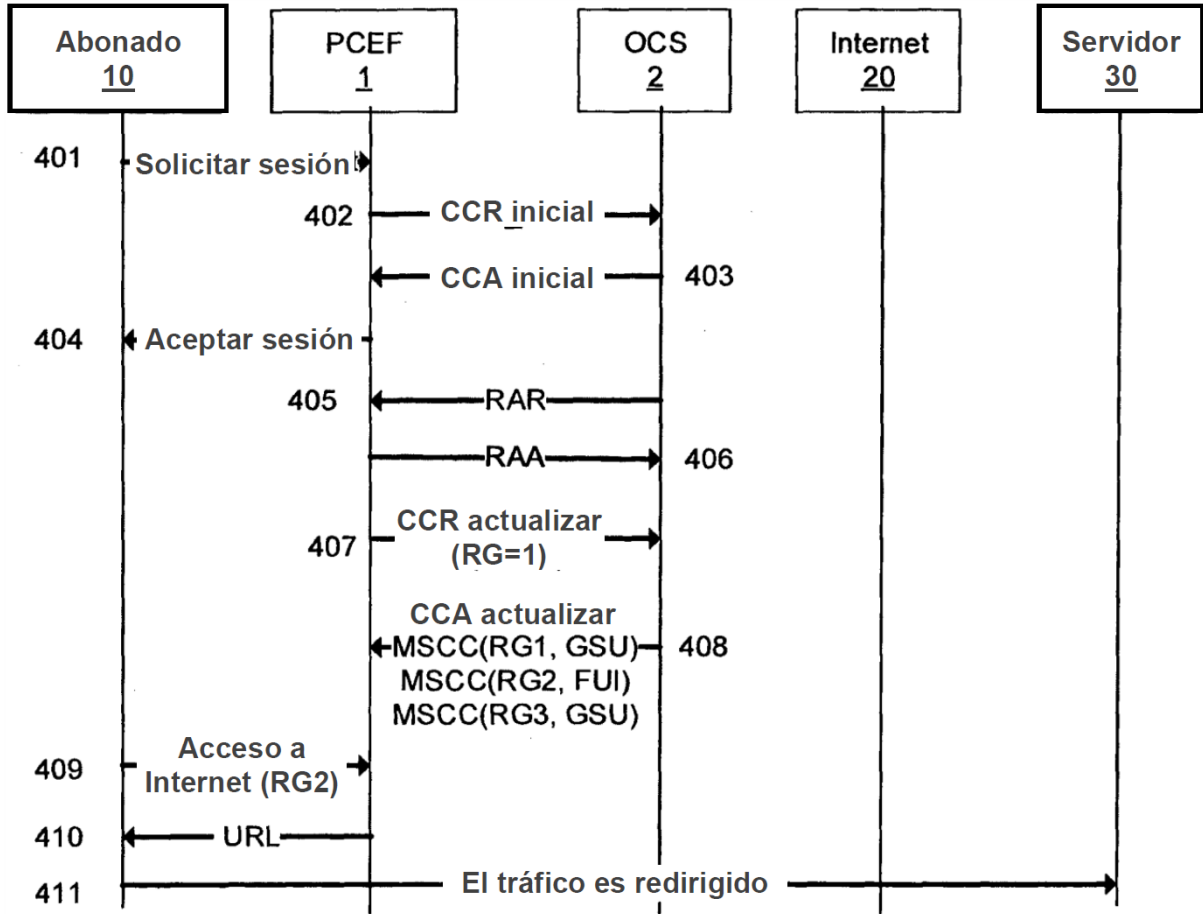 Abonado
10
PCEF
1
OCS
2
Internet
20
Servidor
30
401
Solicitar sesión
402
CCR inicial
CCA inicial
403
404
Aceptar sesión
405
RAR
RAA
406
407
CCR actualizar
(RG=1)
CCA actualizar
MSCC(RG1, GSU)
408
MSCC(RG2, FUI)
MSCC(RG3, GSU)
409
Acceso a
Internet (RG2)
410
URL
411
El tráfico es redirigido